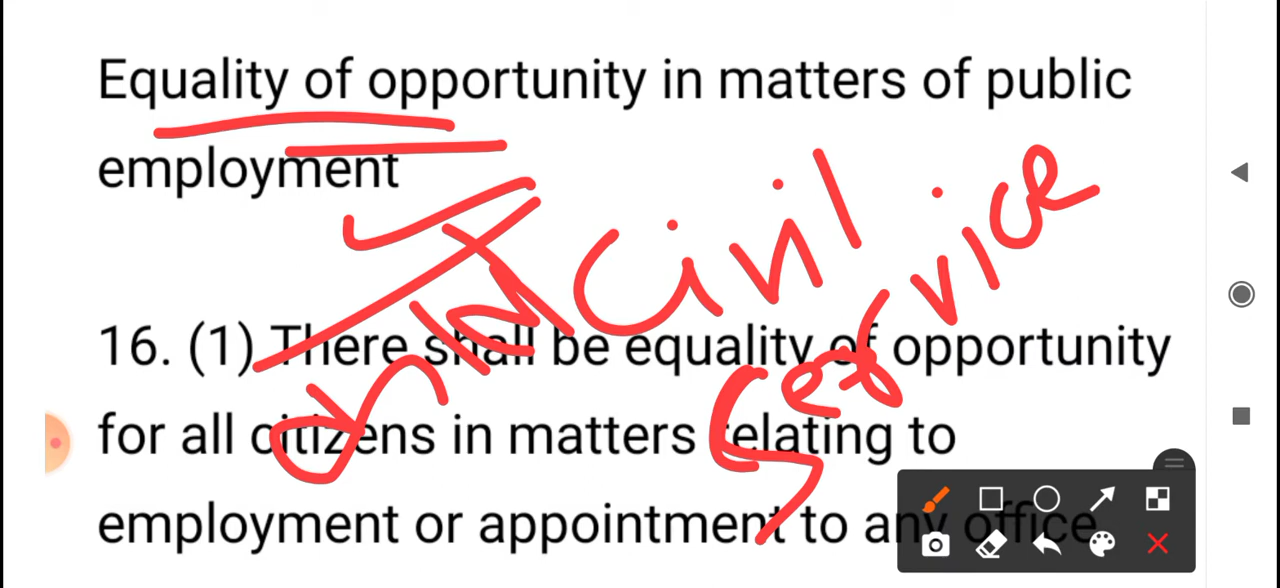 Equality of opportunity in matters of public
employment
Civil
service
16. (1) There shall be equality of opportunity
for all citizens in matters relating to
employment or appointment to any office